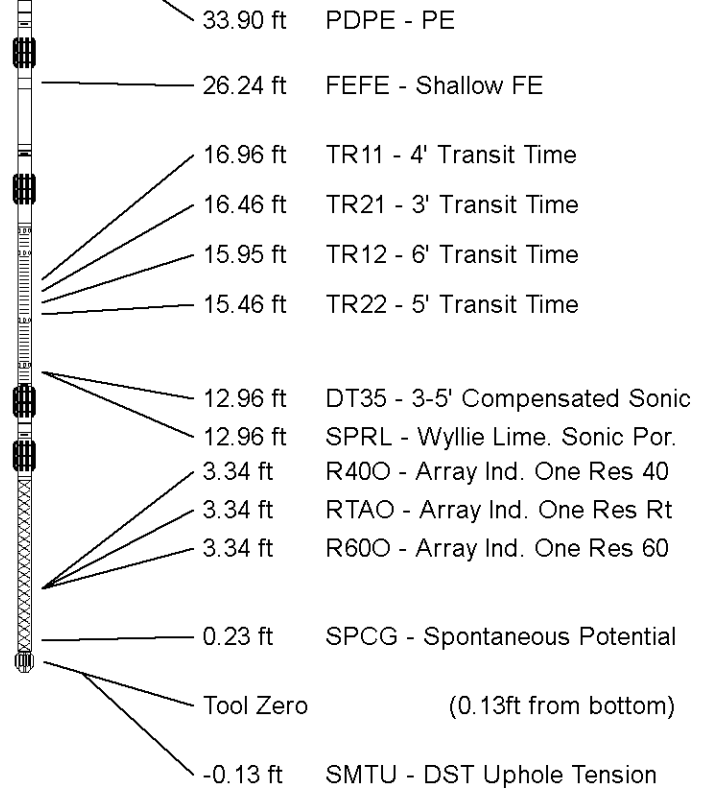 33.90 ft PDPE - PE
26.24 ft FEFE - Shallow FE
16.96 ft TR11 - 4' Transit Time
16.46 ft TR21 - 3' Transit Time
15.95 ft TR12 - 6' Transit Time
15.46 ft TR22 - 5' Transit Time
12.96 ft DT35 - 3-5' Compensated Sonic
12.96 ft SPRL - Wyllie Lime. Sonic Por.
3.34 ft R40O - Array Ind. One Res 40
3.34 ft RTAO - Array Ind. One Res Rt
3.34 ft R60O - Array Ind. One Res 60
0.23 ft SPCG - Spontaneous Potential
Tool Zero (0.13ft from bottom)
-0.13 ft SMTU - DST Uphole Tension